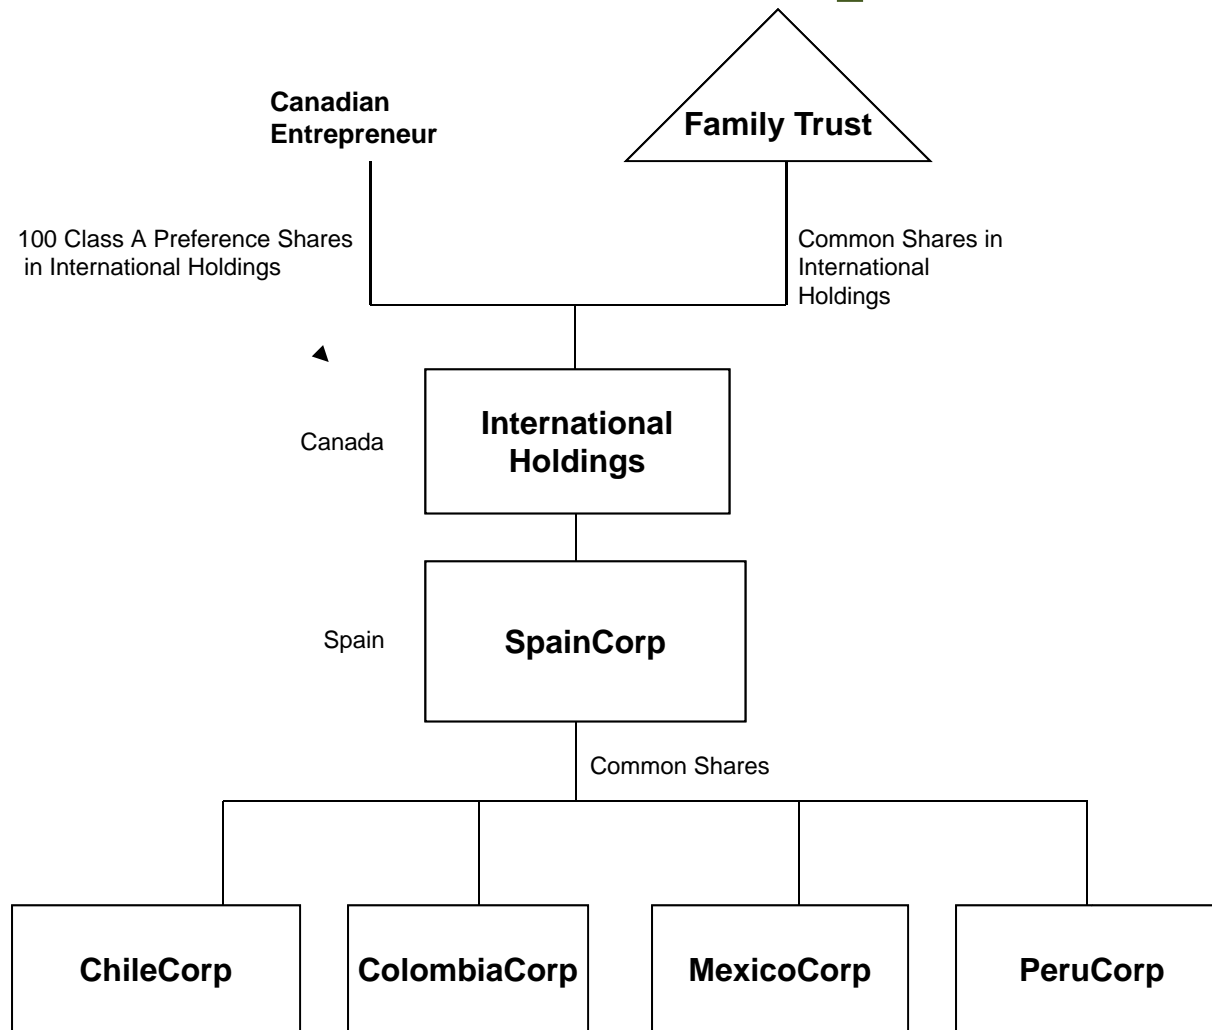 Canadian
Entrepreneur
Family Trust
100 Class A Preference Shares
in International Holdings
Common Shares in
International
Holdings
Canada
International
Holdings
Spain
SpainCorp
Common Shares
ChileCorp
ColombiaCorp
MexicoCorp
PeruCorp